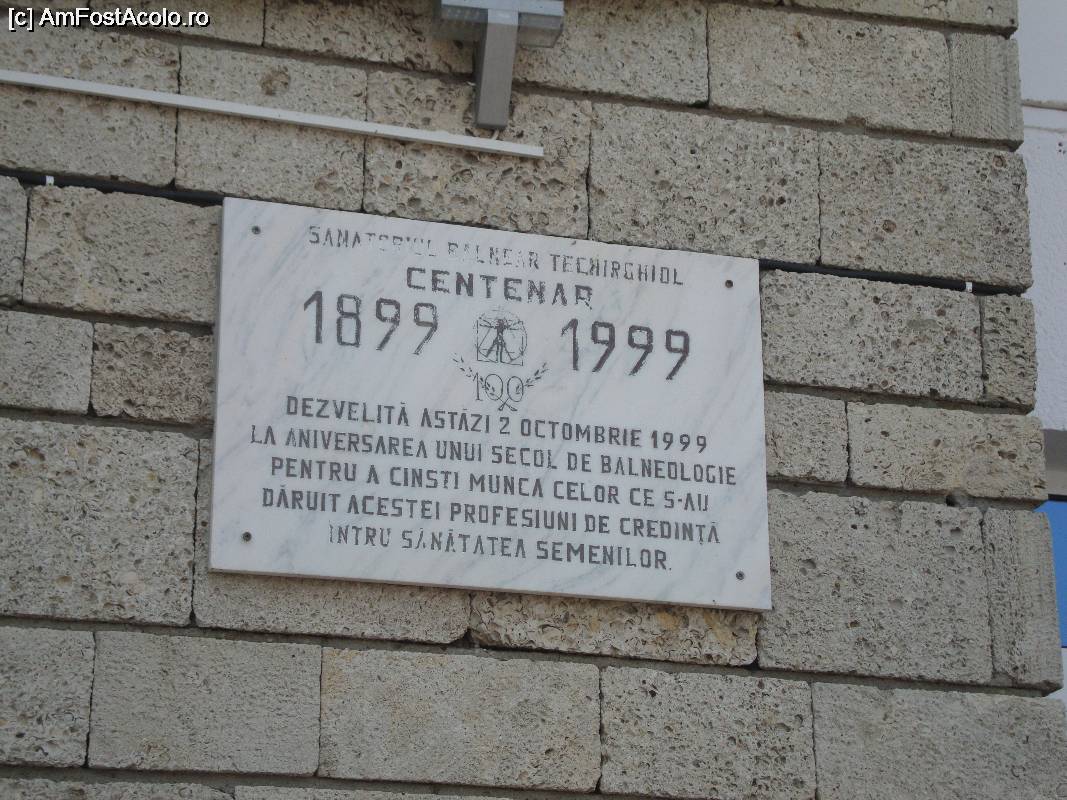 [c] AmFostAcolo.ro
SANATORIUL BALNEAR TECHIRGHIOL
CENTENAR
1899 1999
100
DEZVELITĂ ASTĂZI 2 OCTOMBRIE 1999
LA ANIVERSAREA UNUI SECOL DE BALNEOLOGIE
PENTRU A CINSTI MUNCA CELOR CE S-AU
DĂRUIT ACESTEI PROFESIUNI DE CREDINȚĂ
ÎNTRU SĂNĂTATEA SEMENILOR.